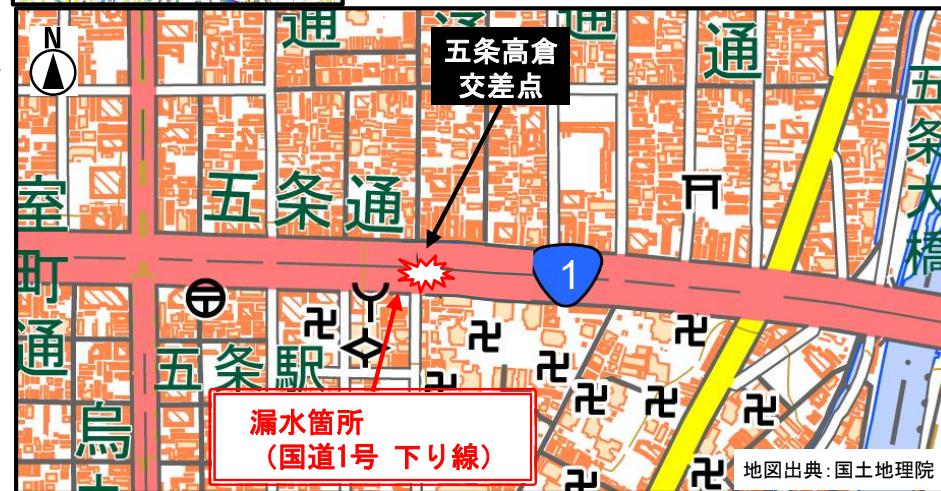 通
通
通
通
N
五条高倉
交差点
五条大橋
五条通
室町通
1
五条駅
烏
漏水箇所
（国道1号 下り線）
地図出典：国土地理院